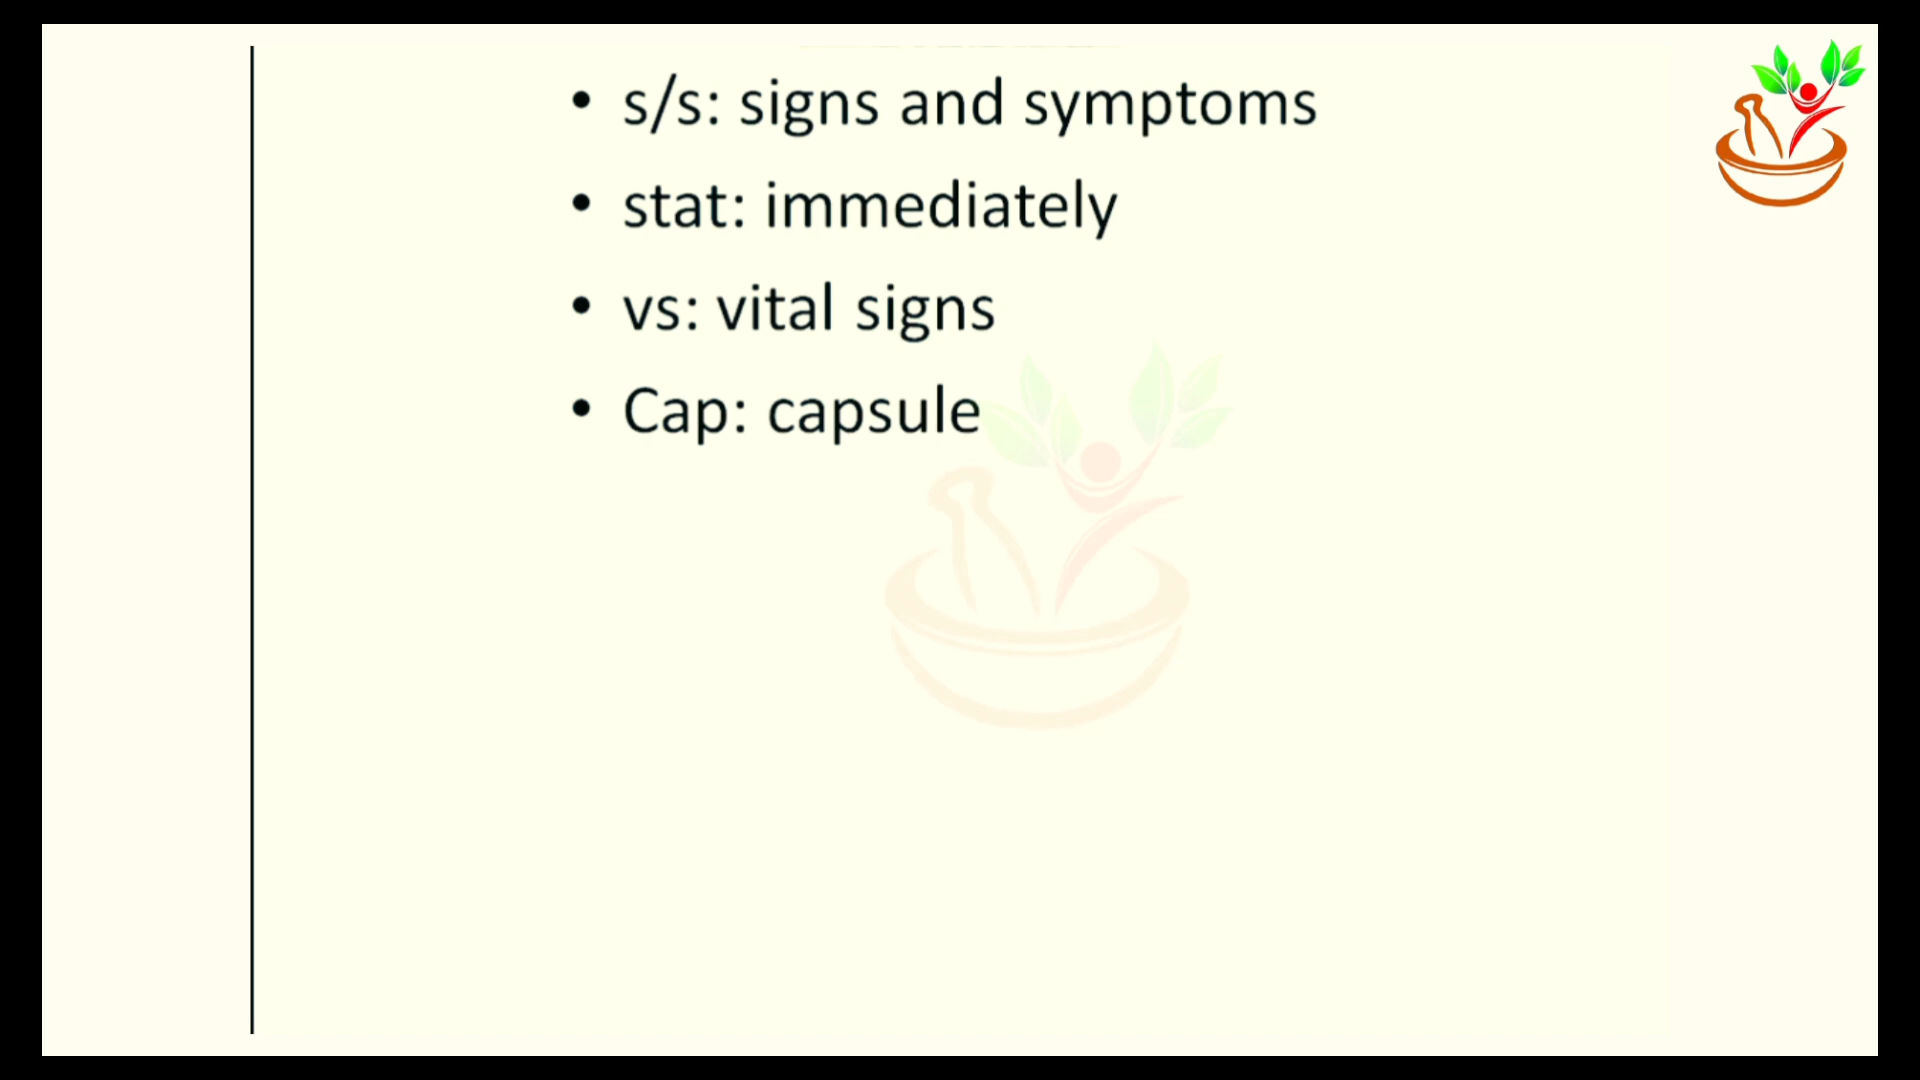 • s/s: signs and symptoms
• stat: immediately
• vs: vital signs
• Cap: capsule